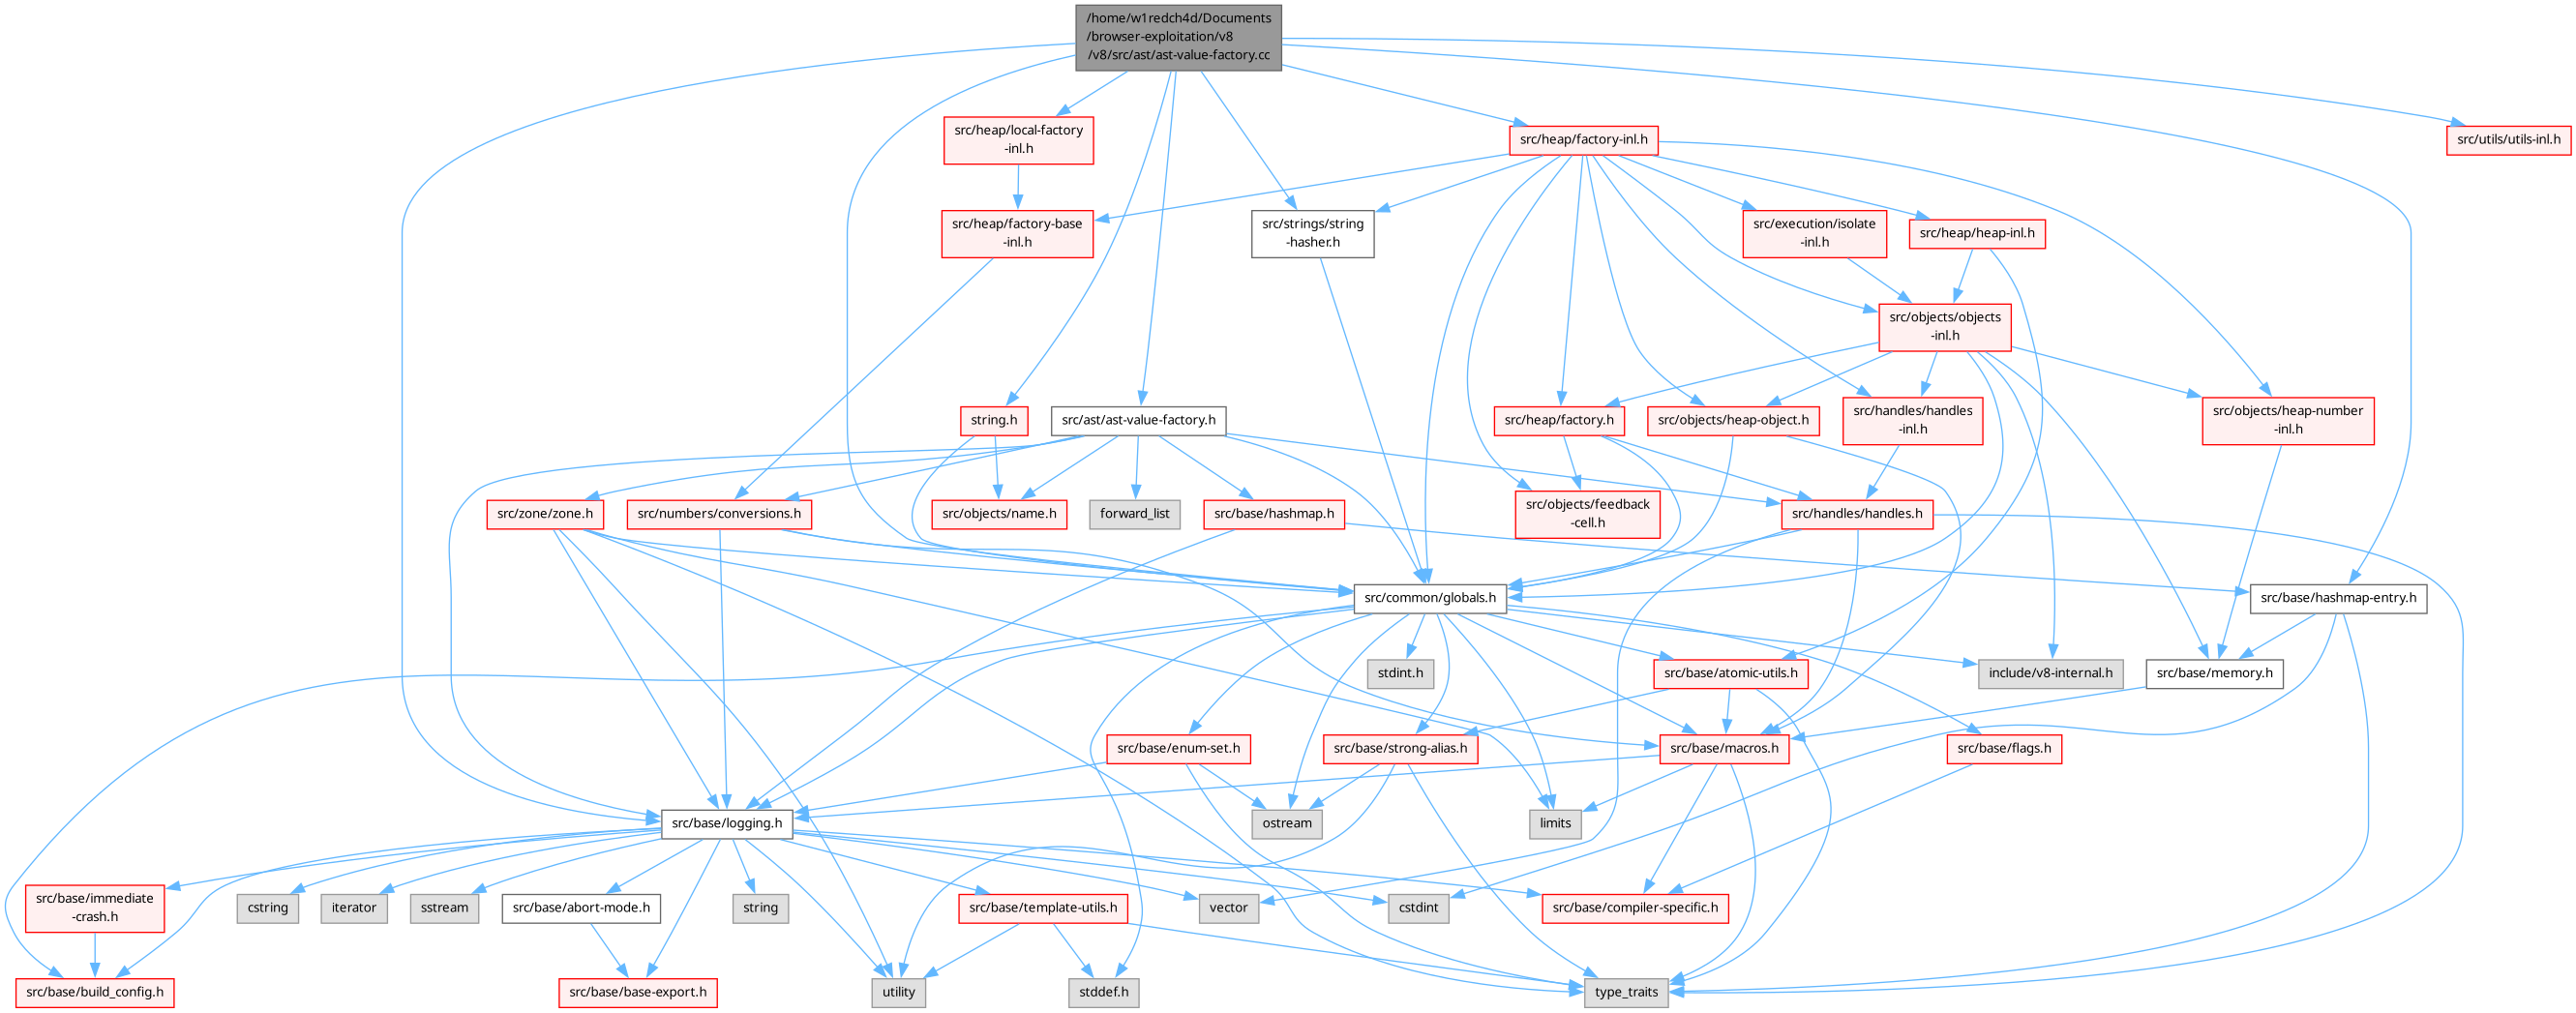 /home/w1redch4d/Documents
/browser-exploitation/v8
/v8/src/ast/ast-value-factory.cc
src/heap/local-factory
-inl.h
src/heap/factory-inl.h
src/utils/utils-inl.h
src/heap/factory-base
-inl.h
src/strings/string
-hasher.h
src/execution/isolate
-inl.h
src/heap/heap-inl.h
src/objects/objects
-inl.h
string.h
src/ast/ast-value-factory.h
src/heap/factory.h
src/objects/heap-object.h
src/handles/handles
-inl.h
src/objects/heap-number
-inl.h
src/zone/zone.h
src/numbers/conversions.h
src/objects/name.h
forward_list
src/base/hashmap.h
src/objects/feedback
-cell.h
src/handles/handles.h
src/common/globals.h
src/base/hashmap-entry.h
stdint.h
src/base/atomic-utils.h
include/v8-internal.h
src/base/memory.h
src/base/enum-set.h
src/base/strong-alias.h
src/base/macros.h
src/base/flags.h
src/base/logging.h
ostream
limits
src/base/immediate
-crash.h
cstring
iterator
sstream
src/base/abort-mode.h
string
src/base/template-utils.h
vector
cstdint
src/base/compiler-specific.h
src/base/build_config.h
src/base/base-export.h
utility
stddef.h
type_traits